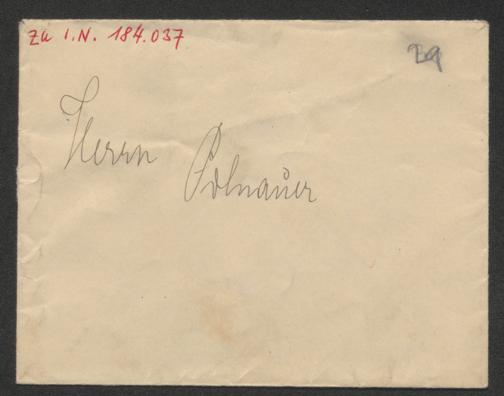 zu I.N. 184.037
29
Herrn Polnauer